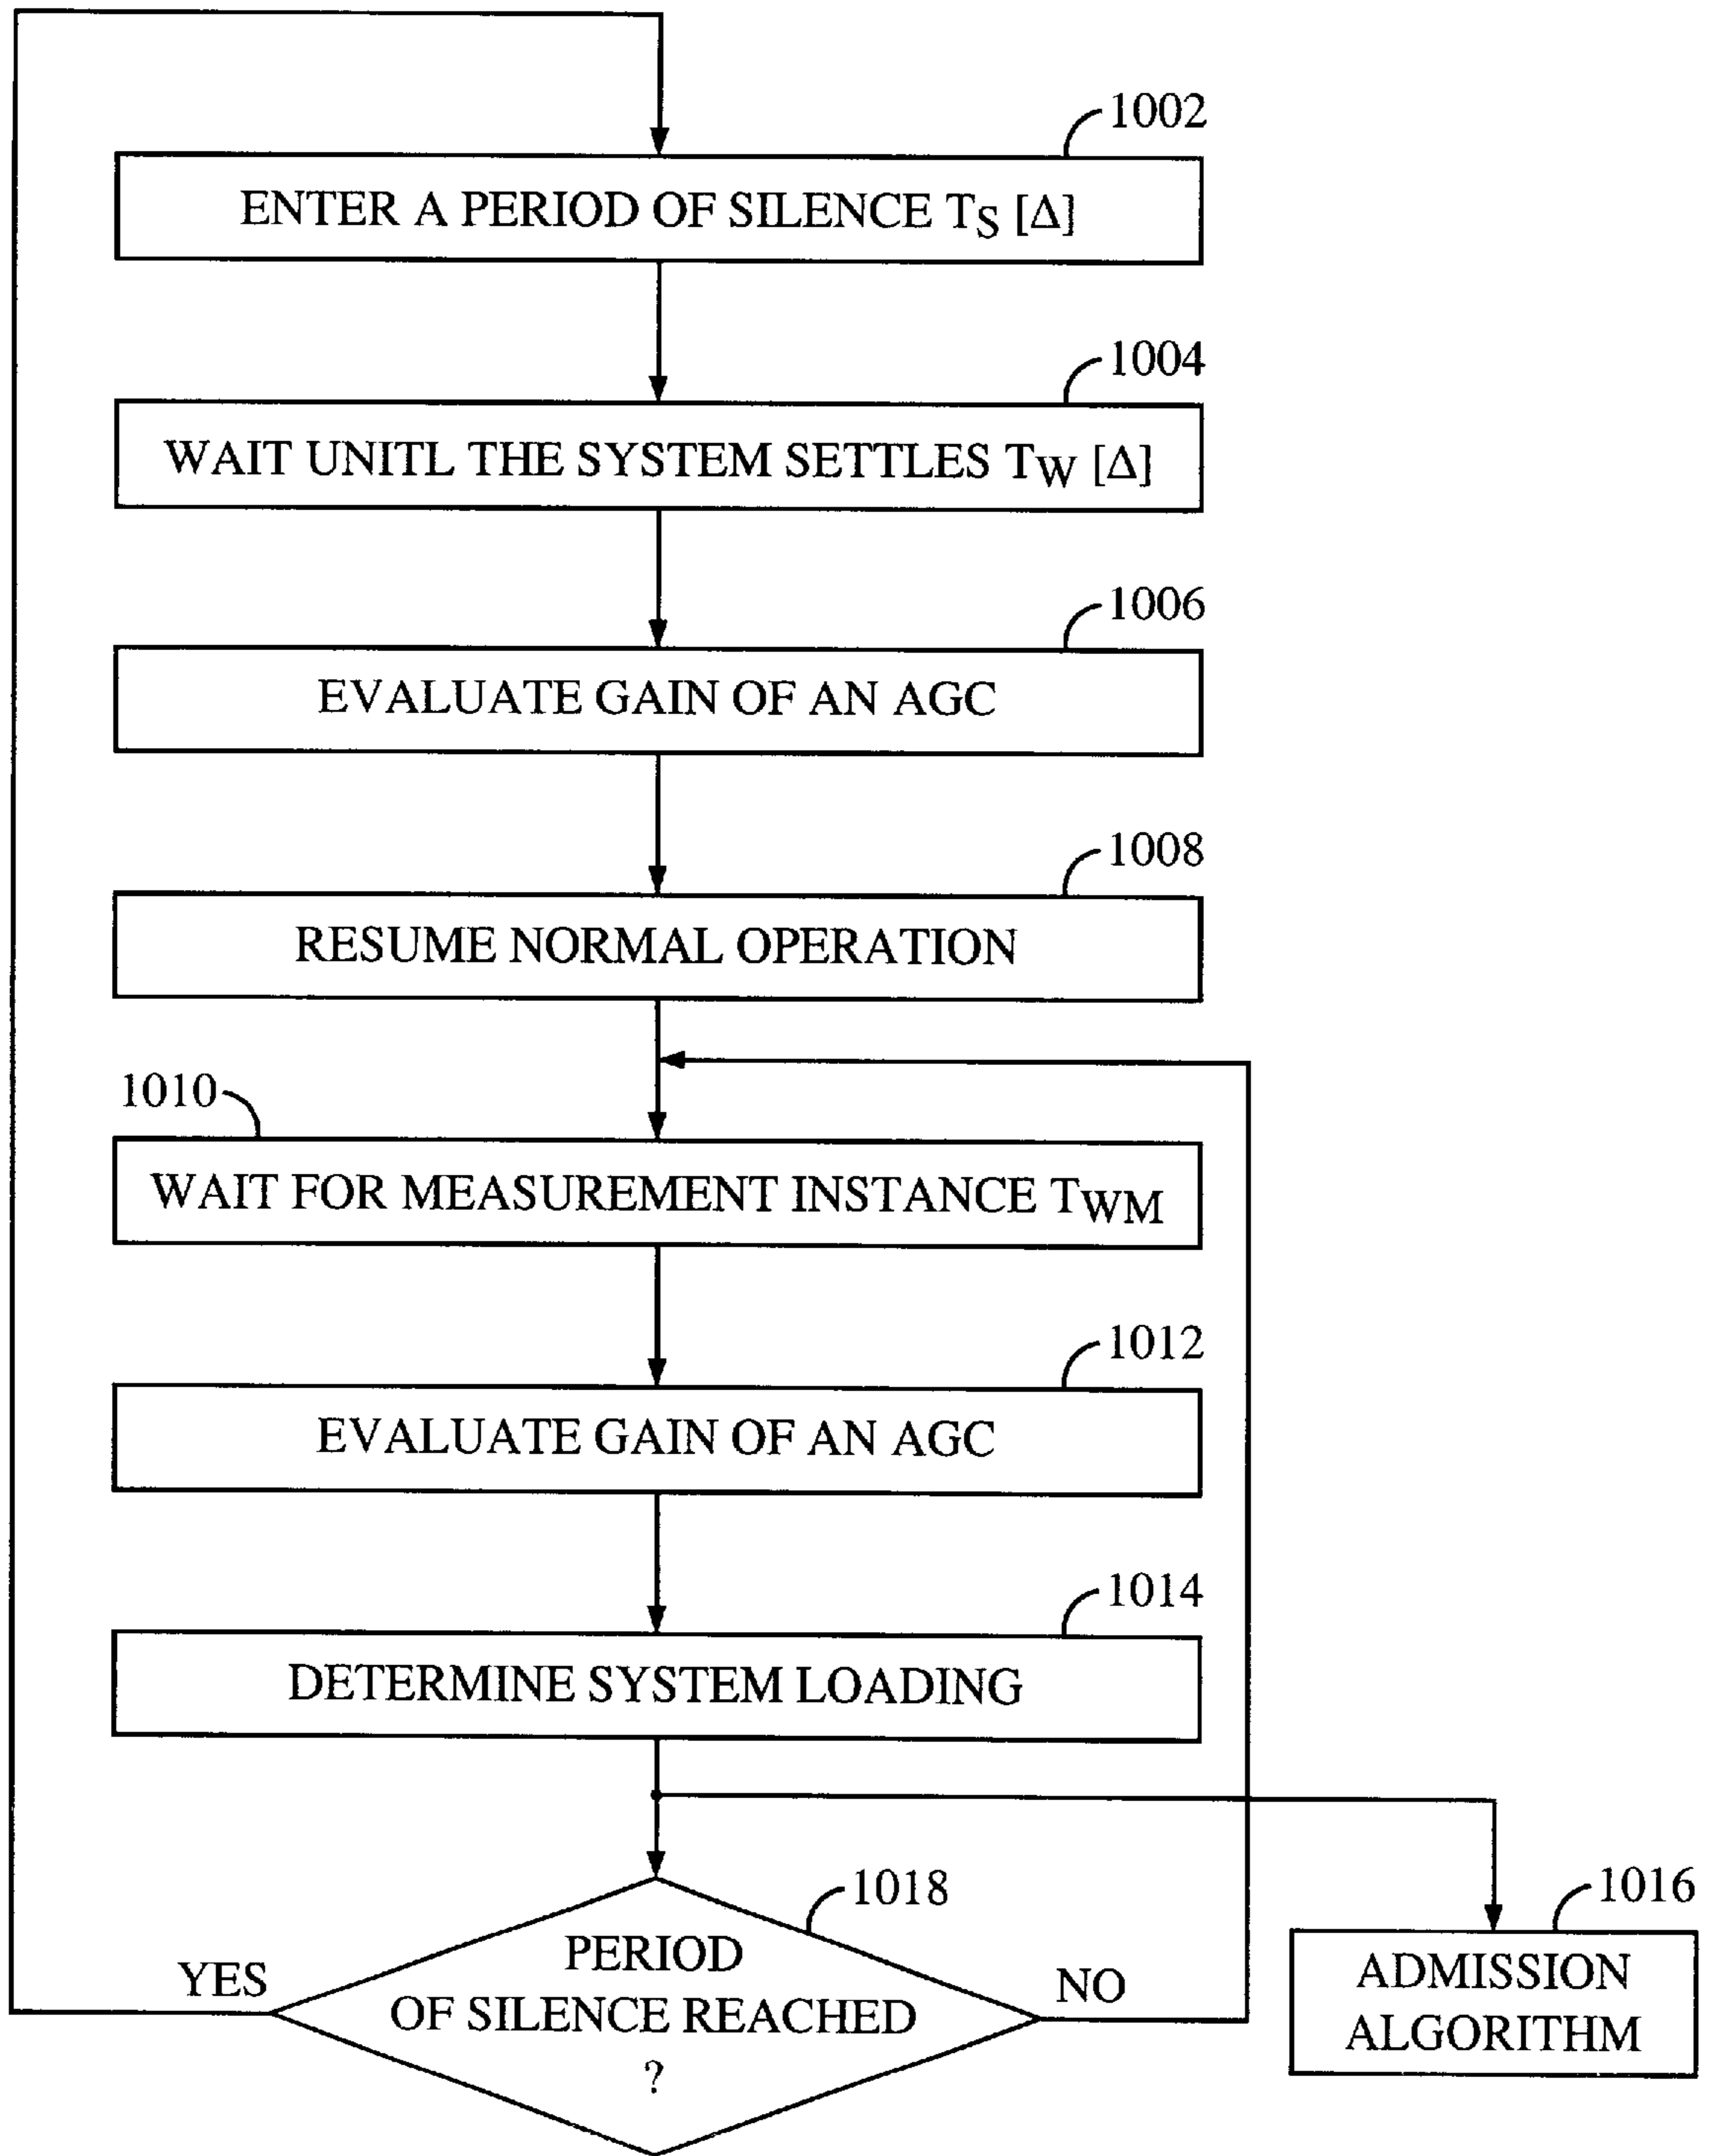 1002
ENTER A PERIOD OF SILENCE TS [Δ]
1004
WAIT UNITL THE SYSTEM SETTLES TW [Δ]
1006
EVALUATE GAIN OF AN AGC
1008
RESUME NORMAL OPERATION
1010
WAIT FOR MEASUREMENT INSTANCE TWM
1012
EVALUATE GAIN OF AN AGC
1014
DETERMINE SYSTEM LOADING
1018
PERIOD
OF SILENCE REACHED
?
YES
NO
1016
ADMISSION
ALGORITHM